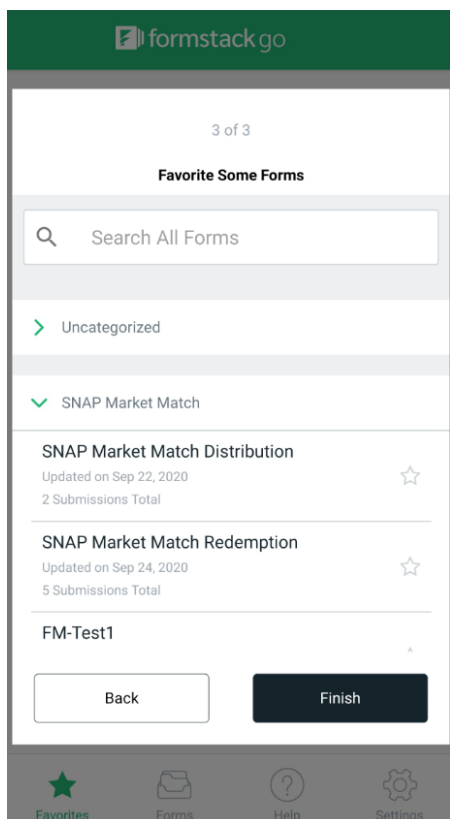 formstack go
3 of 3
Favorite Some Forms
Search All Forms
Uncategorized
SNAP Market Match
SNAP Market Match Distribution
Updated on Sep 22, 2020
2 Submissions Total
SNAP Market Match Redemption
Updated on Sep 24, 2020
5 Submissions Total
FM-Test1
Back
Finish
Favorites
Forms
Help
Settings